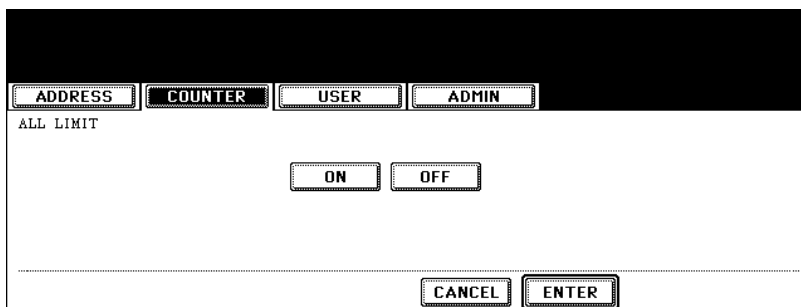 ADDRESS COUNTER USER ADMIN
ALL LIMIT
ON OFF
CANCEL ENTER